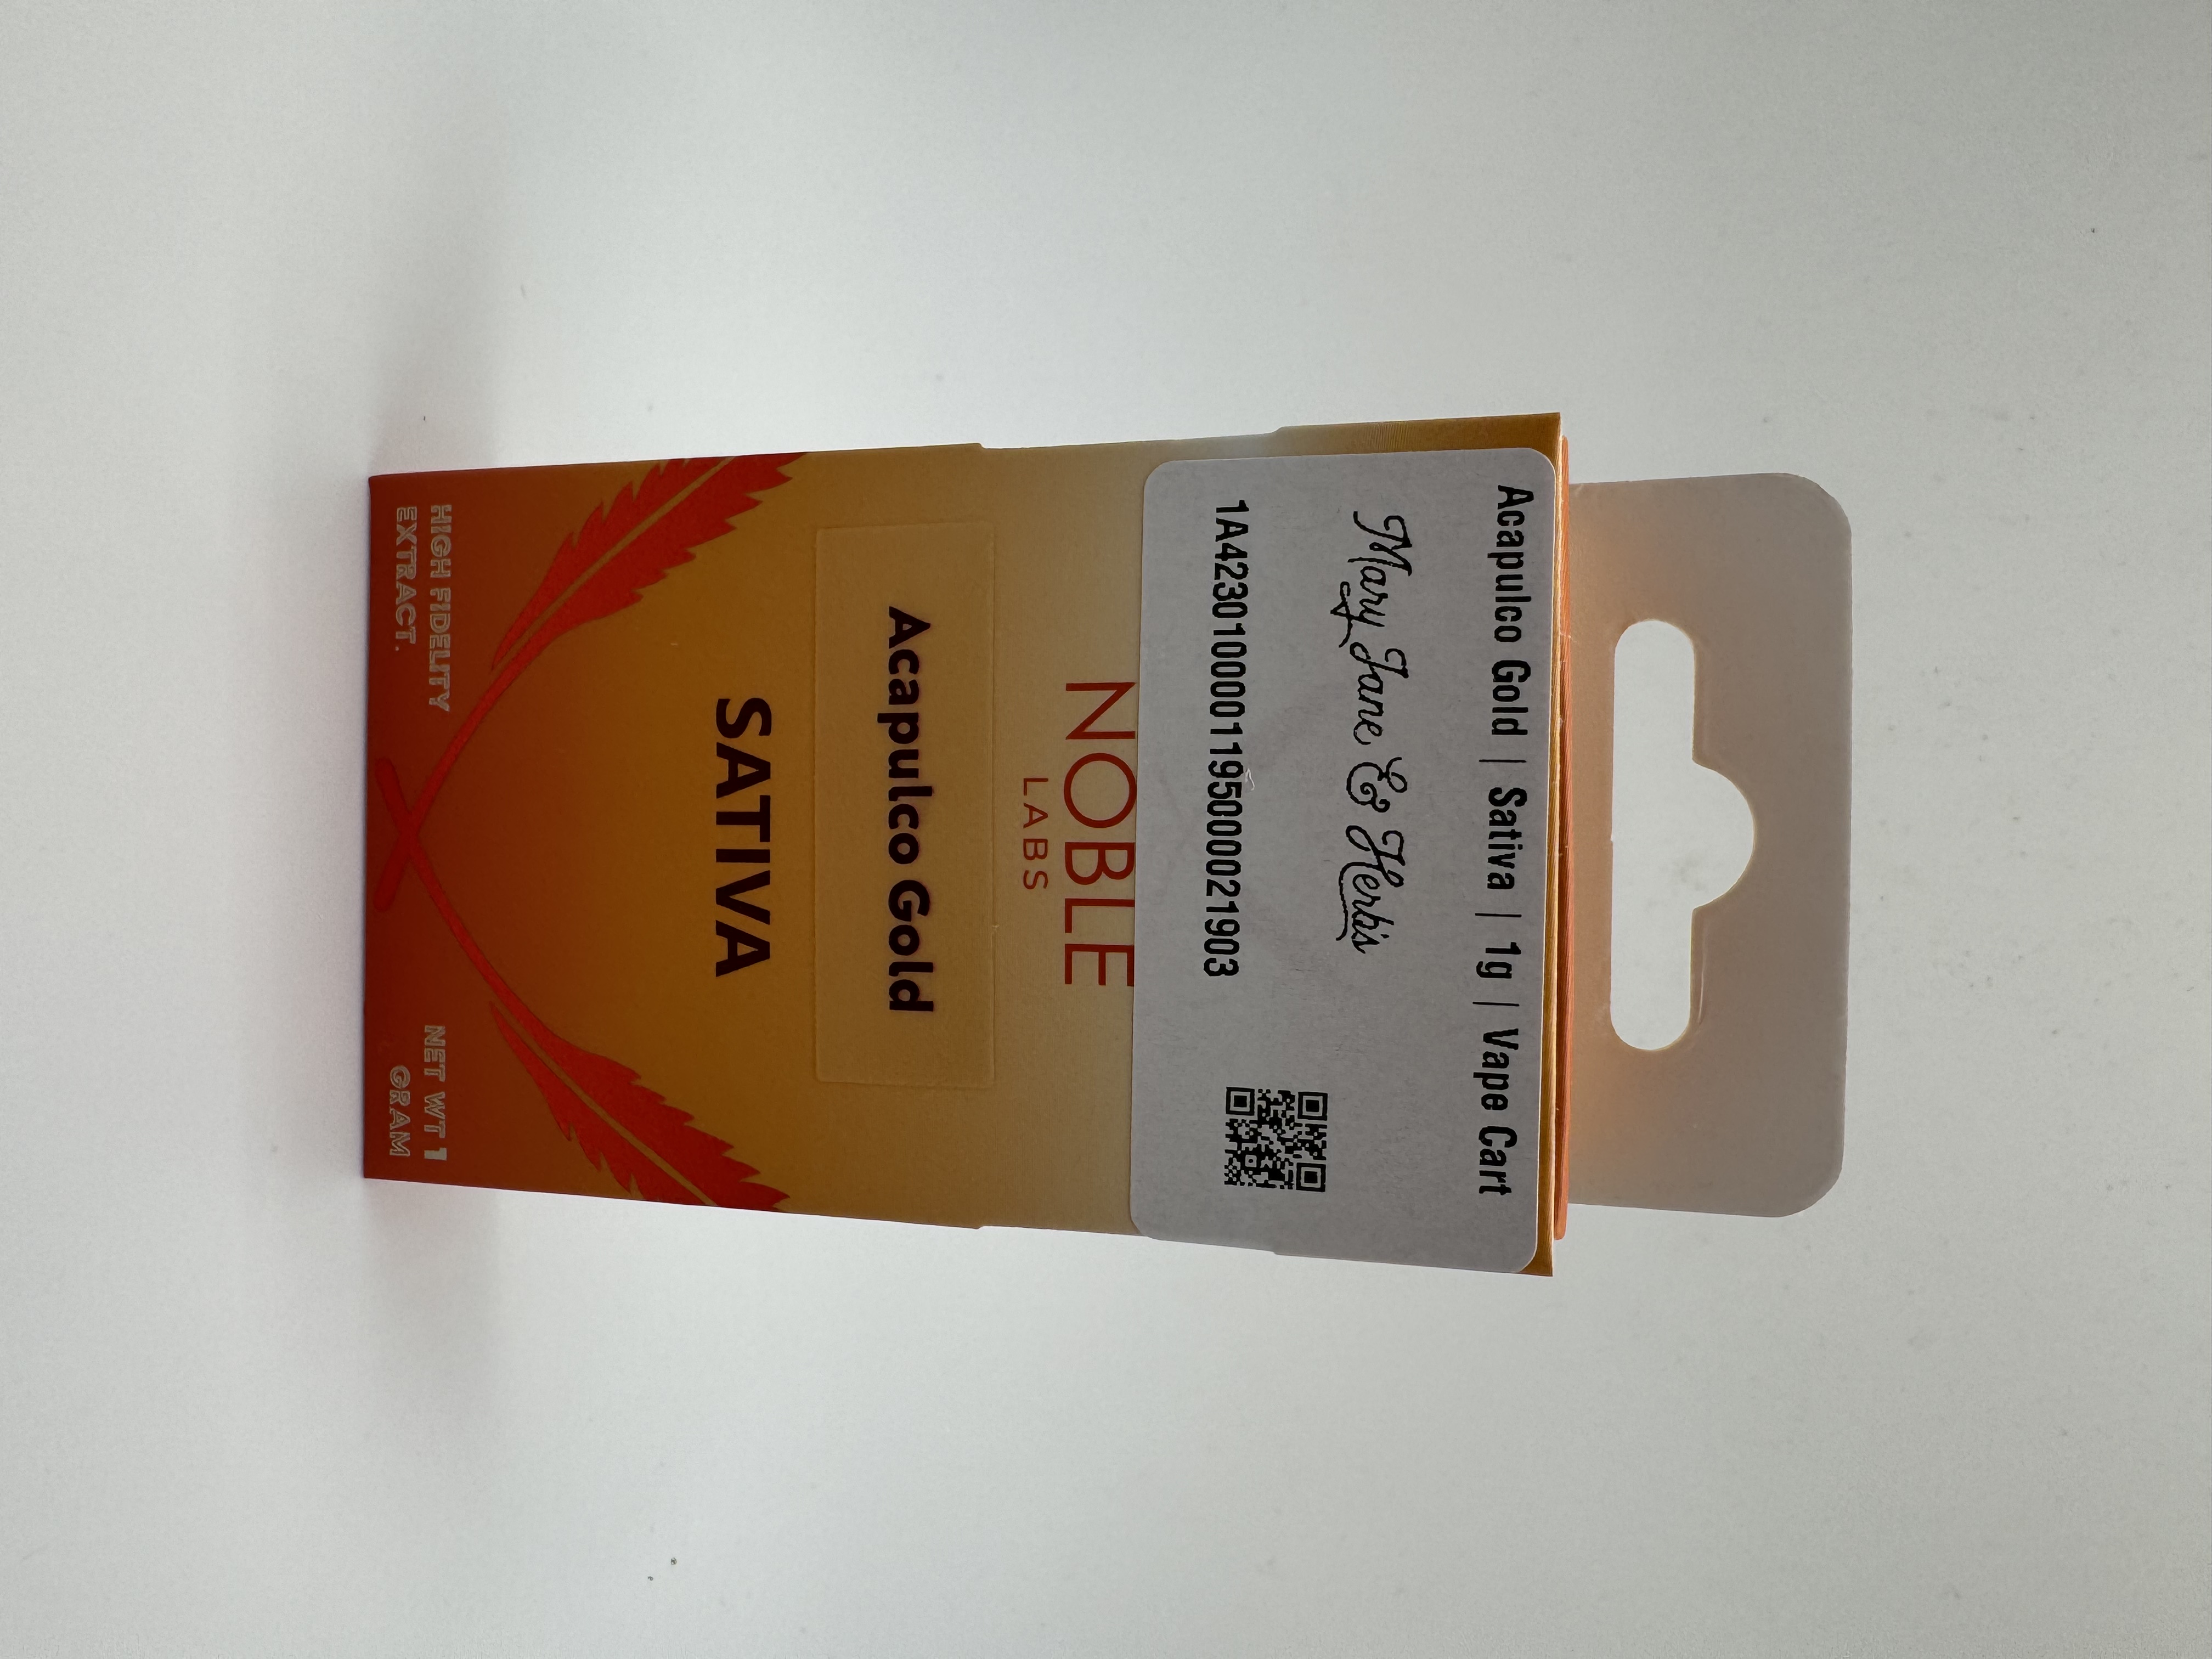 Acapulco Gold | Sativa | 1g | Vape Cart
Mary Jane & Herb's
1A4230100001195000021903
NOBLE
LABS
Acapulco Gold
SATIVA
HIGH FIDELITY
EXTRACT.
NET WT 1
GRAM